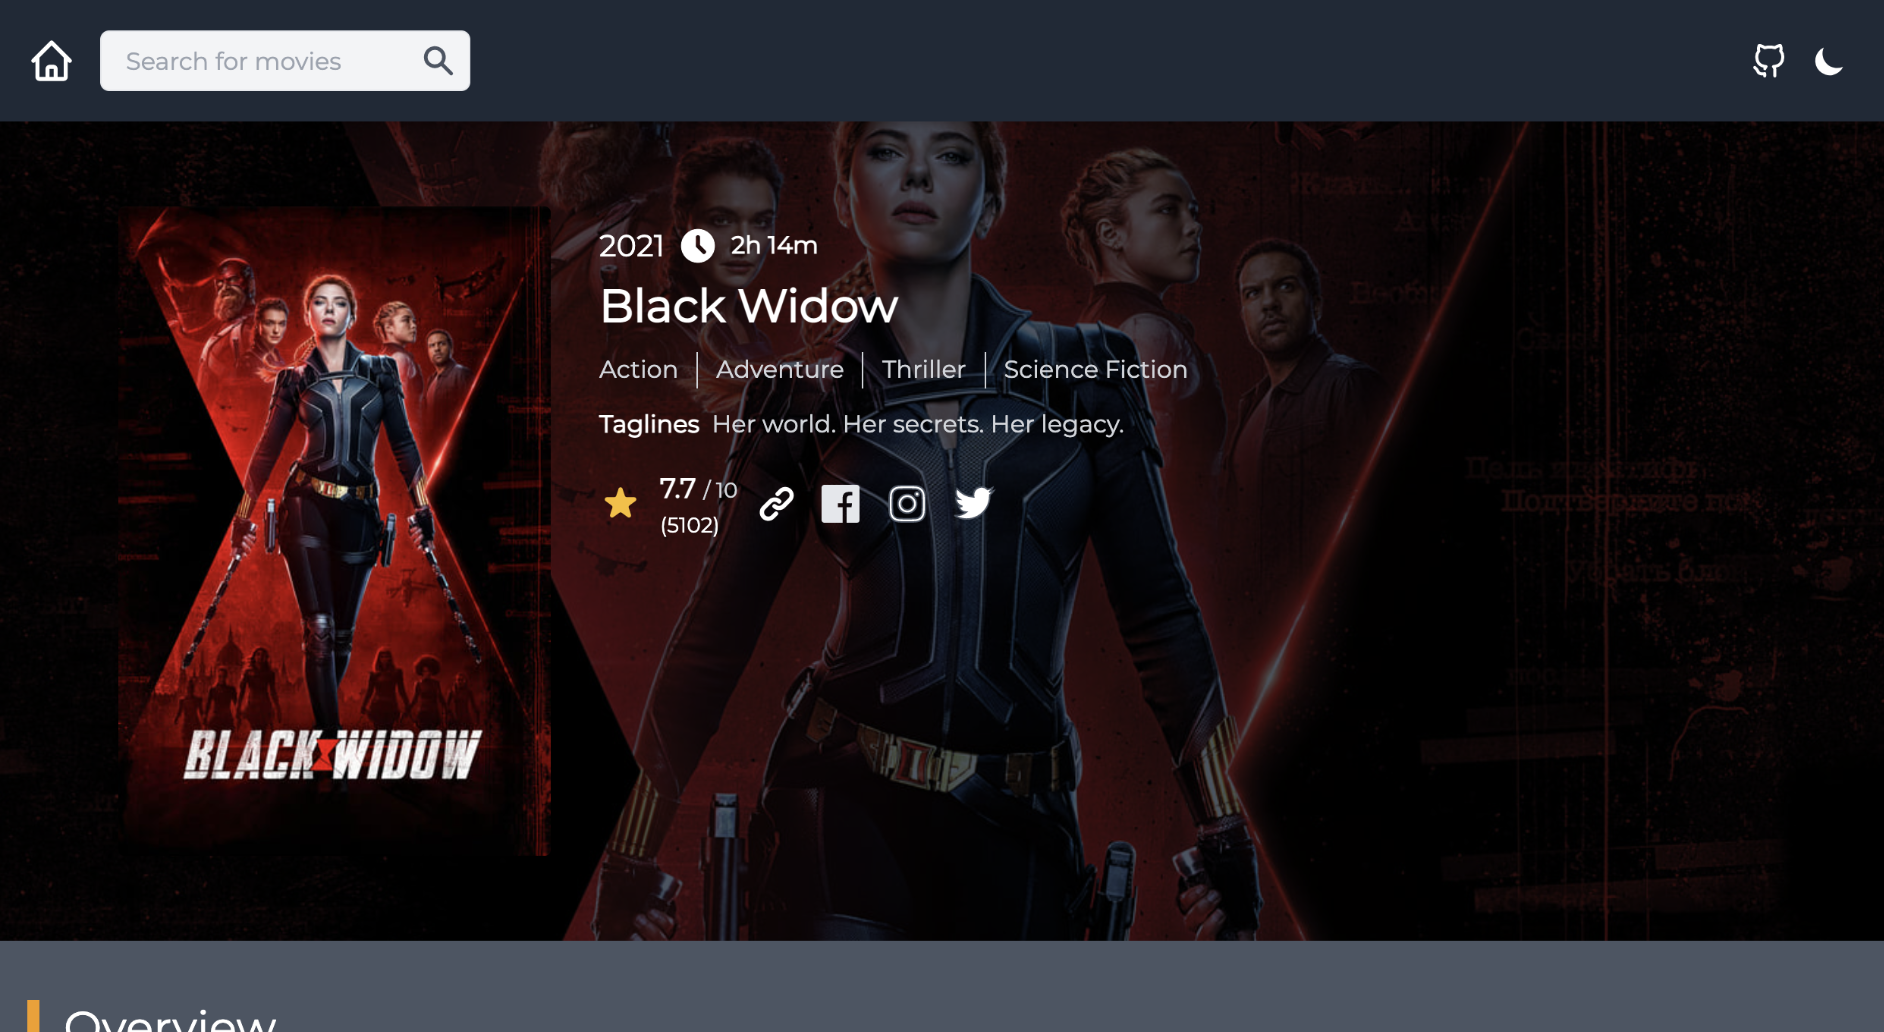 Search for movies
2021 2h 14m
Black Widow
Action Adventure Thriller Science Fiction
Taglines Her world. Her secrets. Her legacy.
7.7 / 10
(5102)
BLACK WIDOW
Overview